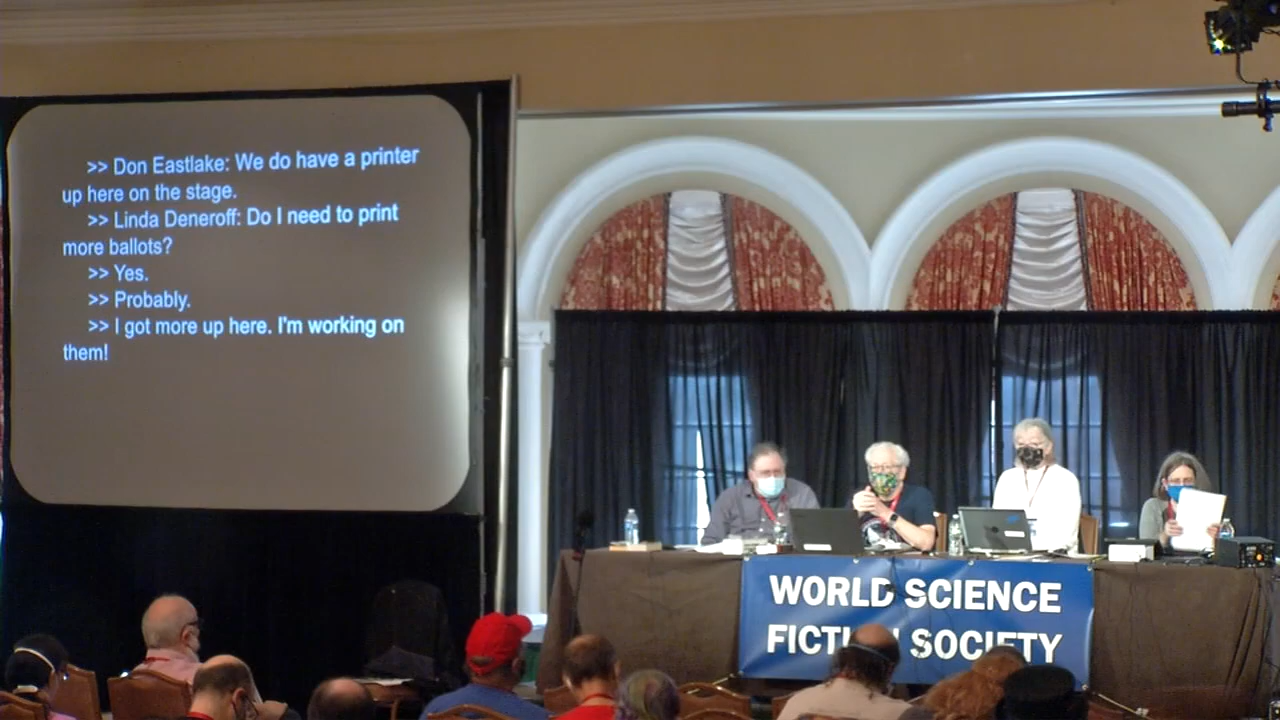 >> Don Eastlake: We do have a printer
up here on the stage.
>> Linda Deneroff: Do I need to print
more ballots?
>> Yes.
>> Probably.
>> I got more up here. I'm working on
them!
WORLD SCIENCE
FICTION SOCIETY